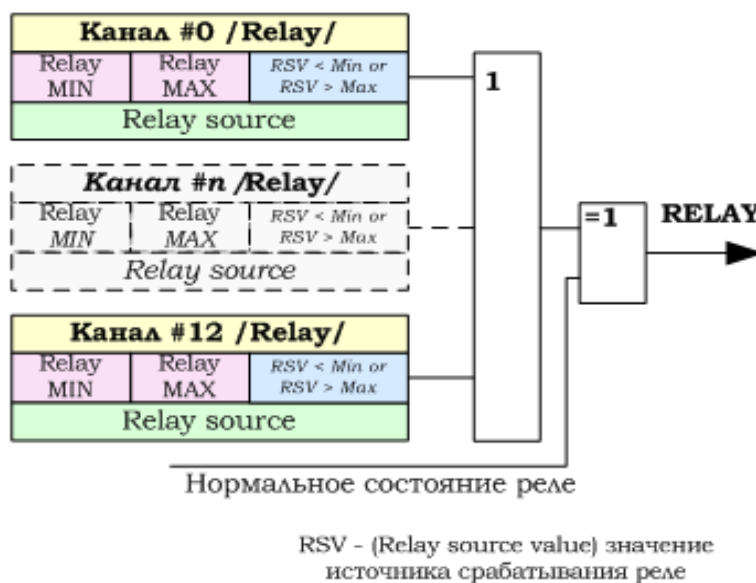 Канал #0 /Relay/
Relay MIN
Relay MAX
RSV < Min or
RSV > Max
Relay source
1
Канал #n /Relay/
Relay MIN
Relay MAX
RSV < Min or
RSV > Max
Relay source
=1
RELAY
Канал #12 /Relay/
Relay MIN
Relay MAX
RSV < Min or
RSV > Max
Relay source
Нормальное состояние реле
RSV - (Relay source value) значение
источника срабатывания реле